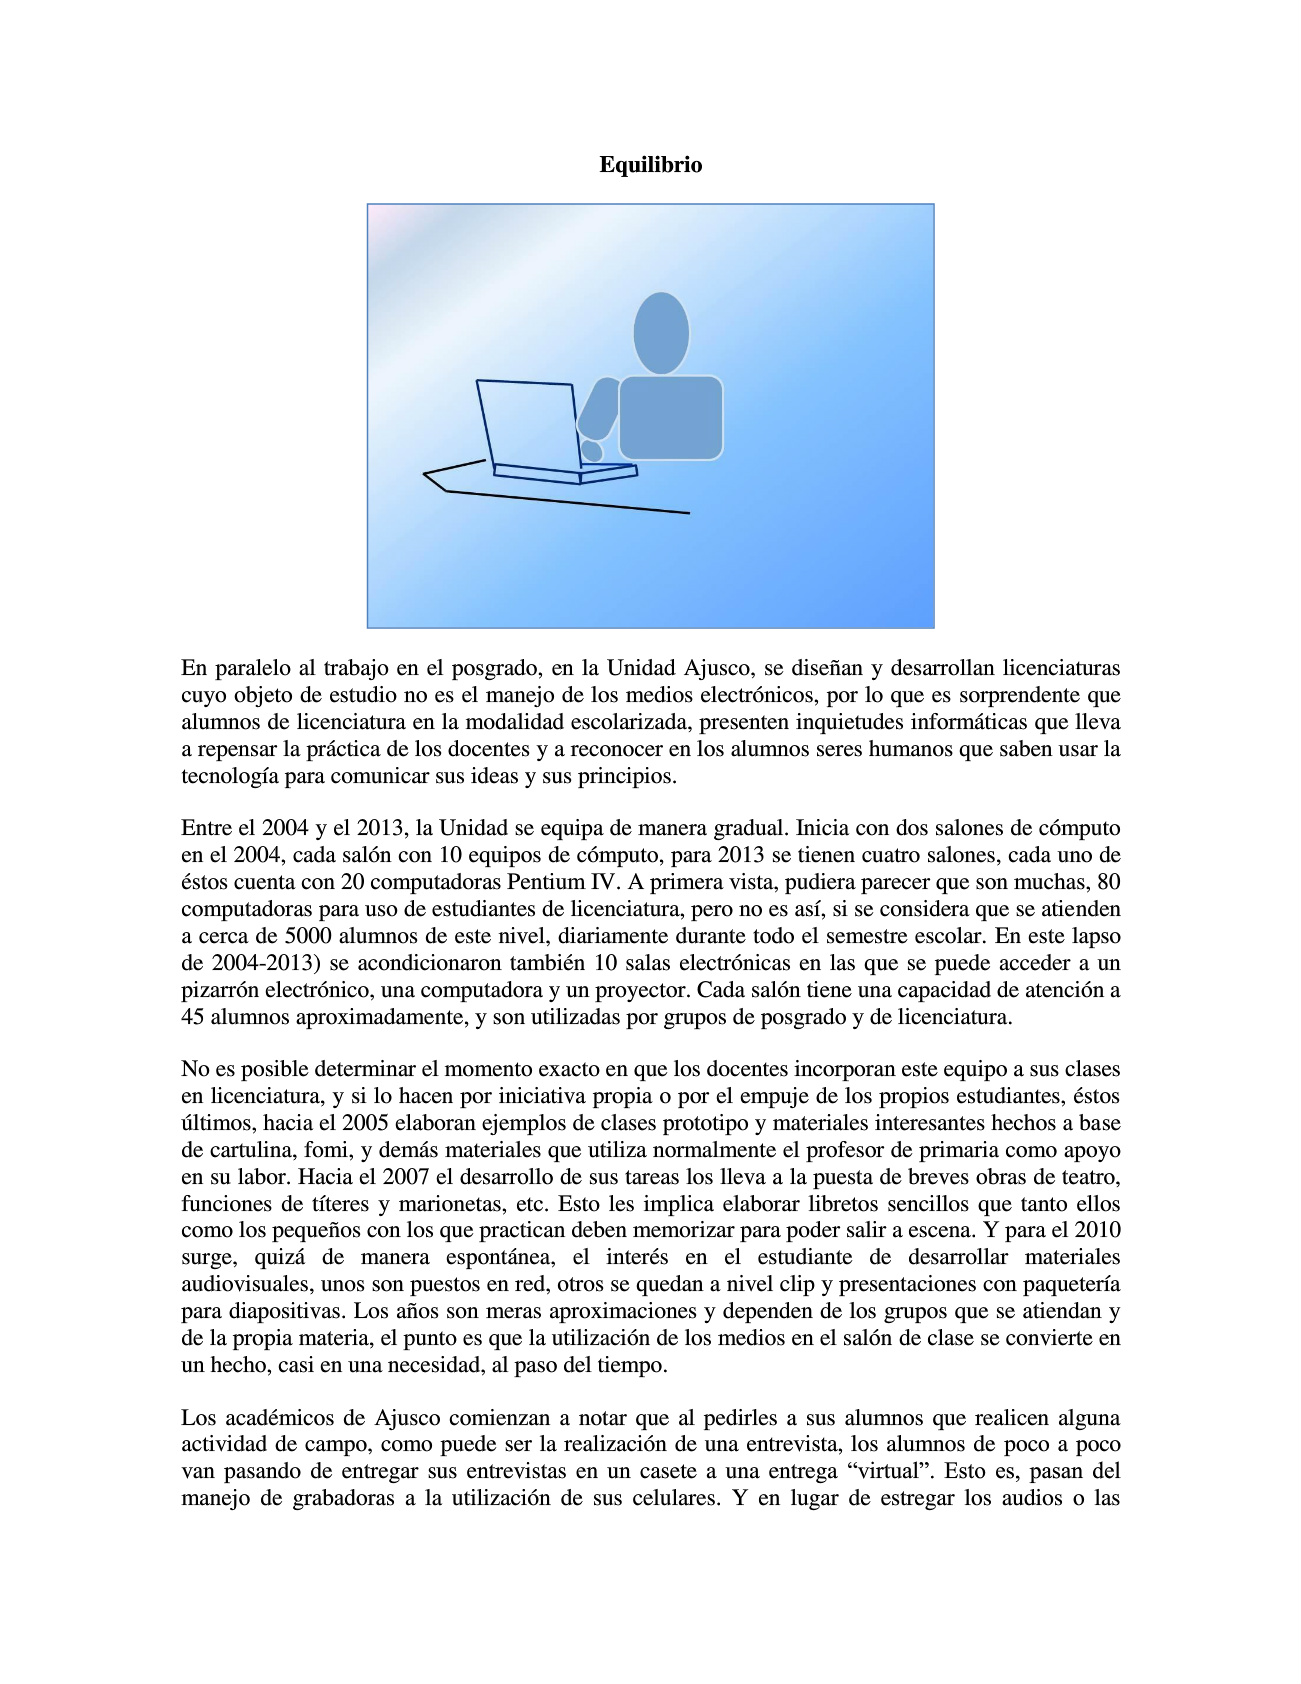 Equilibrio
En paralelo al trabajo en el posgrado, en la Unidad Ajusco, se diseñan y desarrollan licenciaturas
cuyo objeto de estudio no es el manejo de los medios electrónicos, por lo que es sorprendente que
alumnos de licenciatura en la modalidad escolarizada, presenten inquietudes informáticas que lleva
a repensar la práctica de los docentes y a reconocer en los alumnos seres humanos que saben usar la
tecnología para comunicar sus ideas y sus principios.
Entre el 2004 y el 2013, la Unidad se equipa de manera gradual. Inicia con dos salones de cómputo
en el 2004, cada salón con 10 equipos de cómputo, para 2013 se tienen cuatro salones, cada uno de
éstos cuenta con 20 computadoras Pentium IV. A primera vista, pudiera parecer que son muchas, 80
computadoras para uso de estudiantes de licenciatura, pero no es así, si se considera que se atienden
a cerca de 5000 alumnos de este nivel, diariamente durante todo el semestre escolar. En este lapso
de 2004-2013) se acondicionaron también 10 salas electrónicas en las que se puede acceder a un
pizarrón electrónico, una computadora y un proyector. Cada salón tiene una capacidad de atención a
45 alumnos aproximadamente, y son utilizadas por grupos de posgrado y de licenciatura.
No es posible determinar el momento exacto en que los docentes incorporan este equipo a sus clases
en licenciatura, y si lo hacen por iniciativa propia o por el empuje de los propios estudiantes, éstos
últimos, hacia el 2005 elaboran ejemplos de clases prototipo y materiales interesantes hechos a base
de cartulina, fomi, y demás materiales que utiliza normalmente el profesor de primaria como apoyo
en su labor. Hacia el 2007 el desarrollo de sus tareas los lleva a la puesta de breves obras de teatro,
funciones de títeres y marionetas, etc. Esto les implica elaborar libretos sencillos que tanto ellos
como los pequeños con los que practican deben memorizar para poder salir a escena. Y para el 2010
surge, quizá de manera espontánea, el interés en el estudiante de desarrollar materiales
audiovisuales, unos son puestos en red, otros se quedan a nivel clip y presentaciones con paquetería
para diapositivas. Los años son meras aproximaciones y dependen de los grupos que se atiendan y
de la propia materia, el punto es que la utilización de los medios en el salón de clase se convierte en
un hecho, casi en una necesidad, al paso del tiempo.
Los académicos de Ajusco comienzan a notar que al pedirles a sus alumnos que realicen alguna
actividad de campo, como puede ser la realización de una entrevista, los alumnos de poco a poco
van pasando de entregar sus entrevistas en un casete a una entrega “virtual”. Esto es, pasan del
manejo de grabadoras a la utilización de sus celulares. Y en lugar de estregar los audios o las